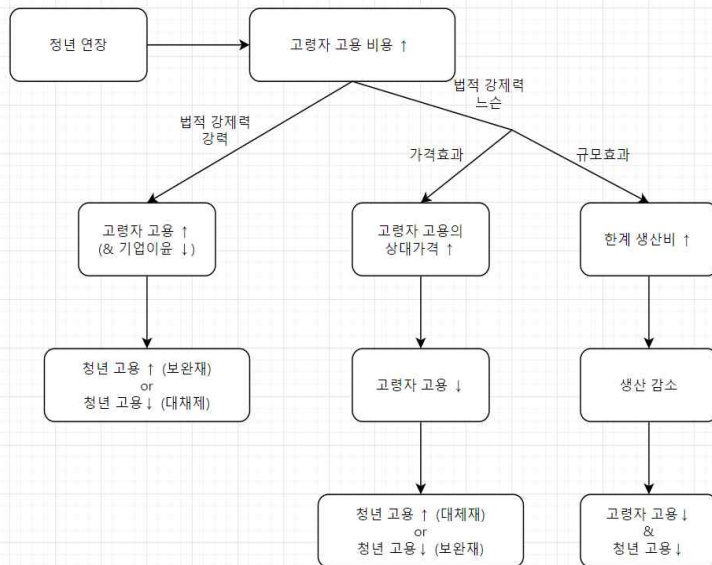 정년 연장
고령자 고용 비용 ↑
법적 강제력
강력
법적 강제력
느슨
가격효과
규모효과
고령자 고용 ↑
(& 기업이윤 ↓)
고령자 고용의
상대가격 ↑
한계 생산비 ↑
청년 고용 ↑ (보완재)
or
청년 고용↓ (대채제)
고령자 고용 ↓
생산 감소
청년 고용 ↑ (대체재)
or
청년 고용↓ (보완재)
고령자 고용↓
&
청년 고용↓